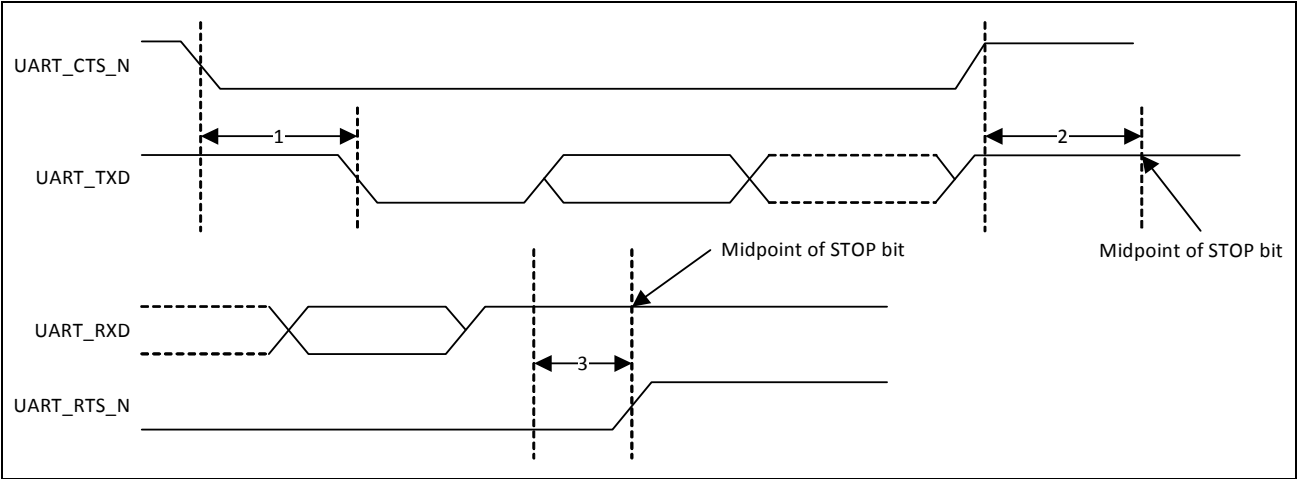 UART_CTS_N
1
2
UART_TXD
Midpoint of STOP bit
Midpoint of STOP bit
UART_RXD
3
UART_RTS_N